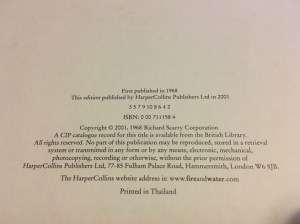 First published in 1968
This edition published by HarperCollins Publishers Ltd in 2001
3 5 7 9 10 8 6 4 2
ISBN: 0 00 711158 4
Copyright © 2001, 1968 Richard Scarry Corporation
A CIP catalogue record for this title is available from the British Library.
All rights reserved. No part of this publication may be reproduced, stored in a retrieval
system or transmitted in any form or by any means, electronic, mechanical,
photocopying, recording or otherwise, without the prior permission of
HarperCollins Publishers Ltd, 77-85 Fulham Palace Road, Hammersmith, London W6 8JB.
The HarperCollins website address is: www.fireandwater.com
Printed in Thailand